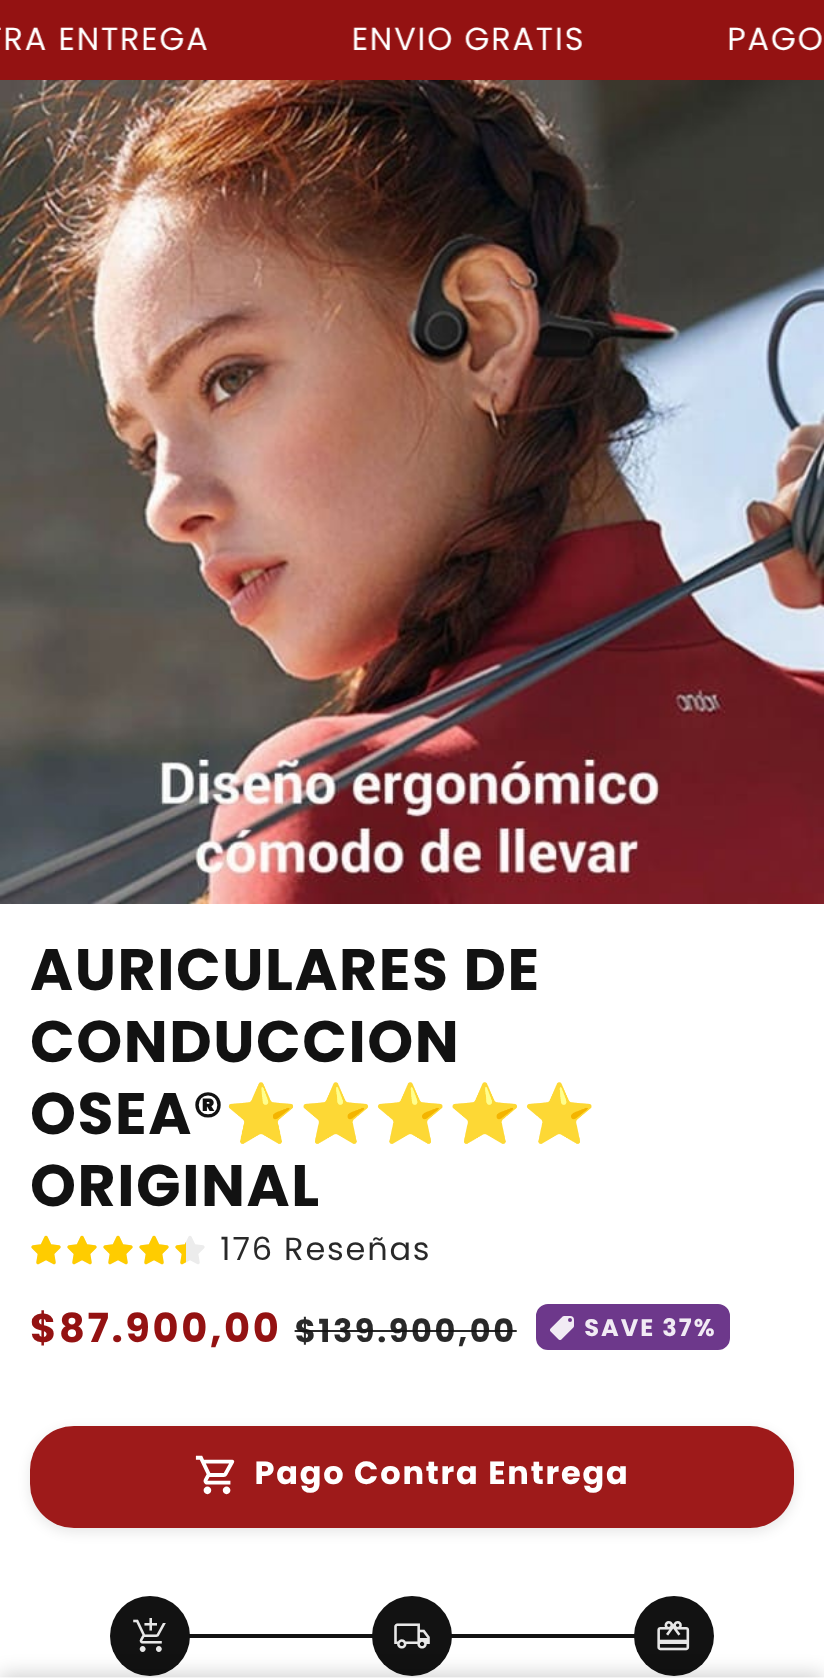 RA ENTREGA ENVIO GRATIS PAGO
andar
Diseño ergonómico
cómodo de llevar
AURICULARES DE
CONDUCCION
OSEA®⭐⭐⭐⭐⭐
ORIGINAL
176 Reseñas
$87.900,00 $139.900,00 SAVE 37%
Pago Contra Entrega